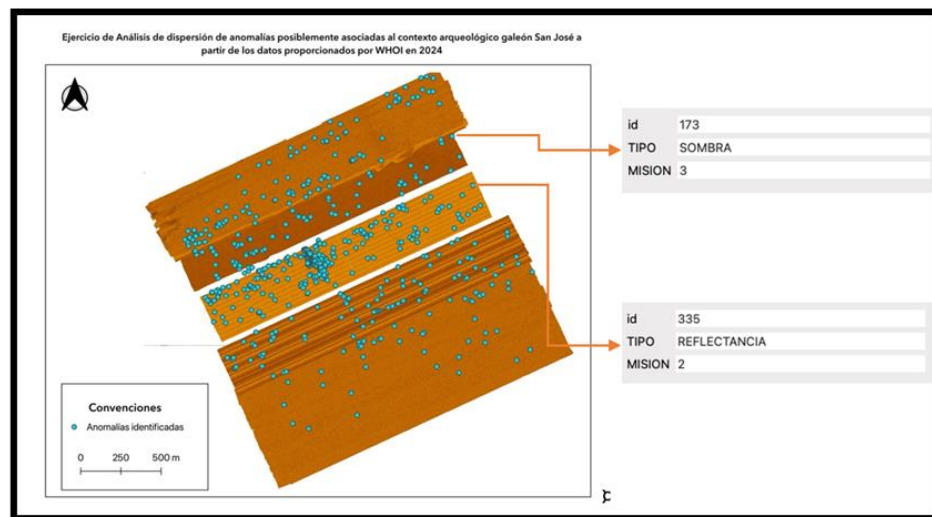 Ejercicio de Análisis de dispersión de anomalías posiblemente asociadas al contexto arqueológico galeón San José a
partir de los datos proporcionados por WHOI en 2024
id 173
TIPO SOMBRA
MISION 3
id 335
TIPO REFLECTANCIA
MISION 2
Convenciones
Anomalías identificadas
0 250 500 m